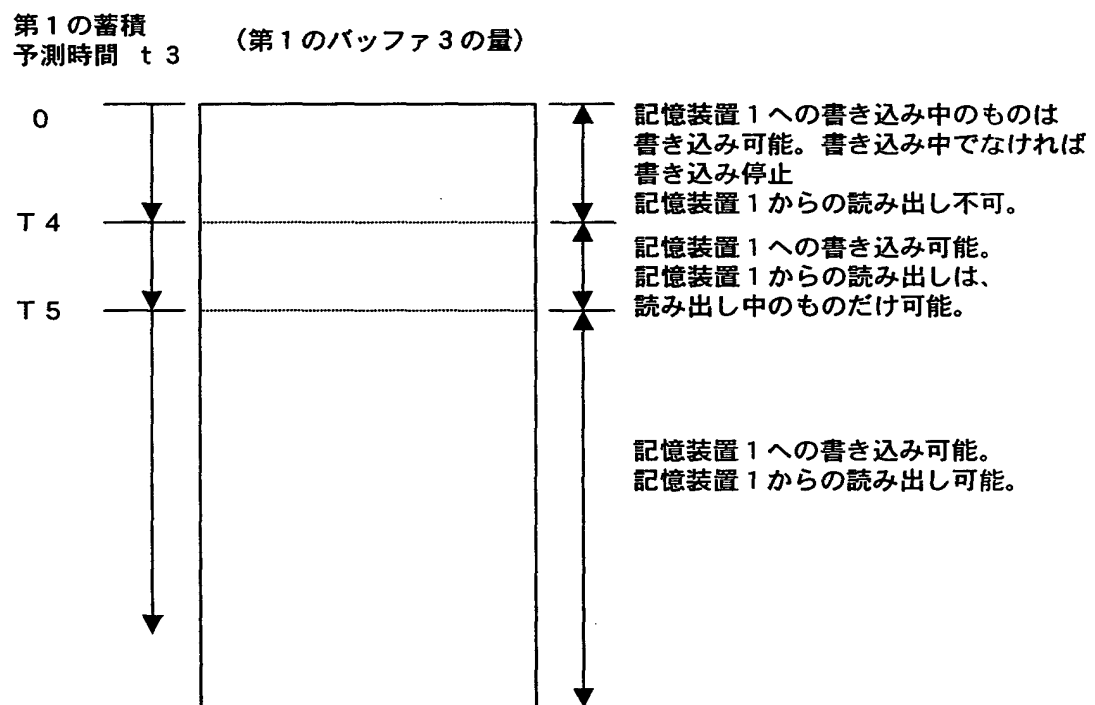 第１の蓄積
予測時間 ｔ３
（第１のバッファ３の量）
０
記憶装置１への書き込み中のものは
書き込み可能。書き込み中でなければ
書き込み停止
記憶装置１からの読み出し不可。
Ｔ４
記憶装置１への書き込み可能。
記憶装置１からの読み出しは、
読み出し中のものだけ可能。
Ｔ５
記憶装置１への書き込み可能。
記憶装置１からの読み出し可能。